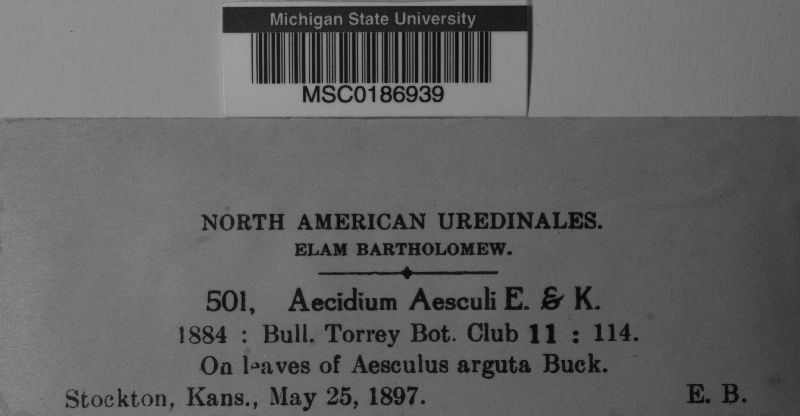 Michigan State University
MSC0186939
NORTH AMERICAN UREDINALES.
ELAM BARTHOLOMEW.
501, Aecidium Aesculi E. & K.
1884 : Bull. Torrey Bot. Club 11 : 114.
On leaves of Aesculus arguta Buck.
Stockton, Kans., May 25, 1897. E. B.